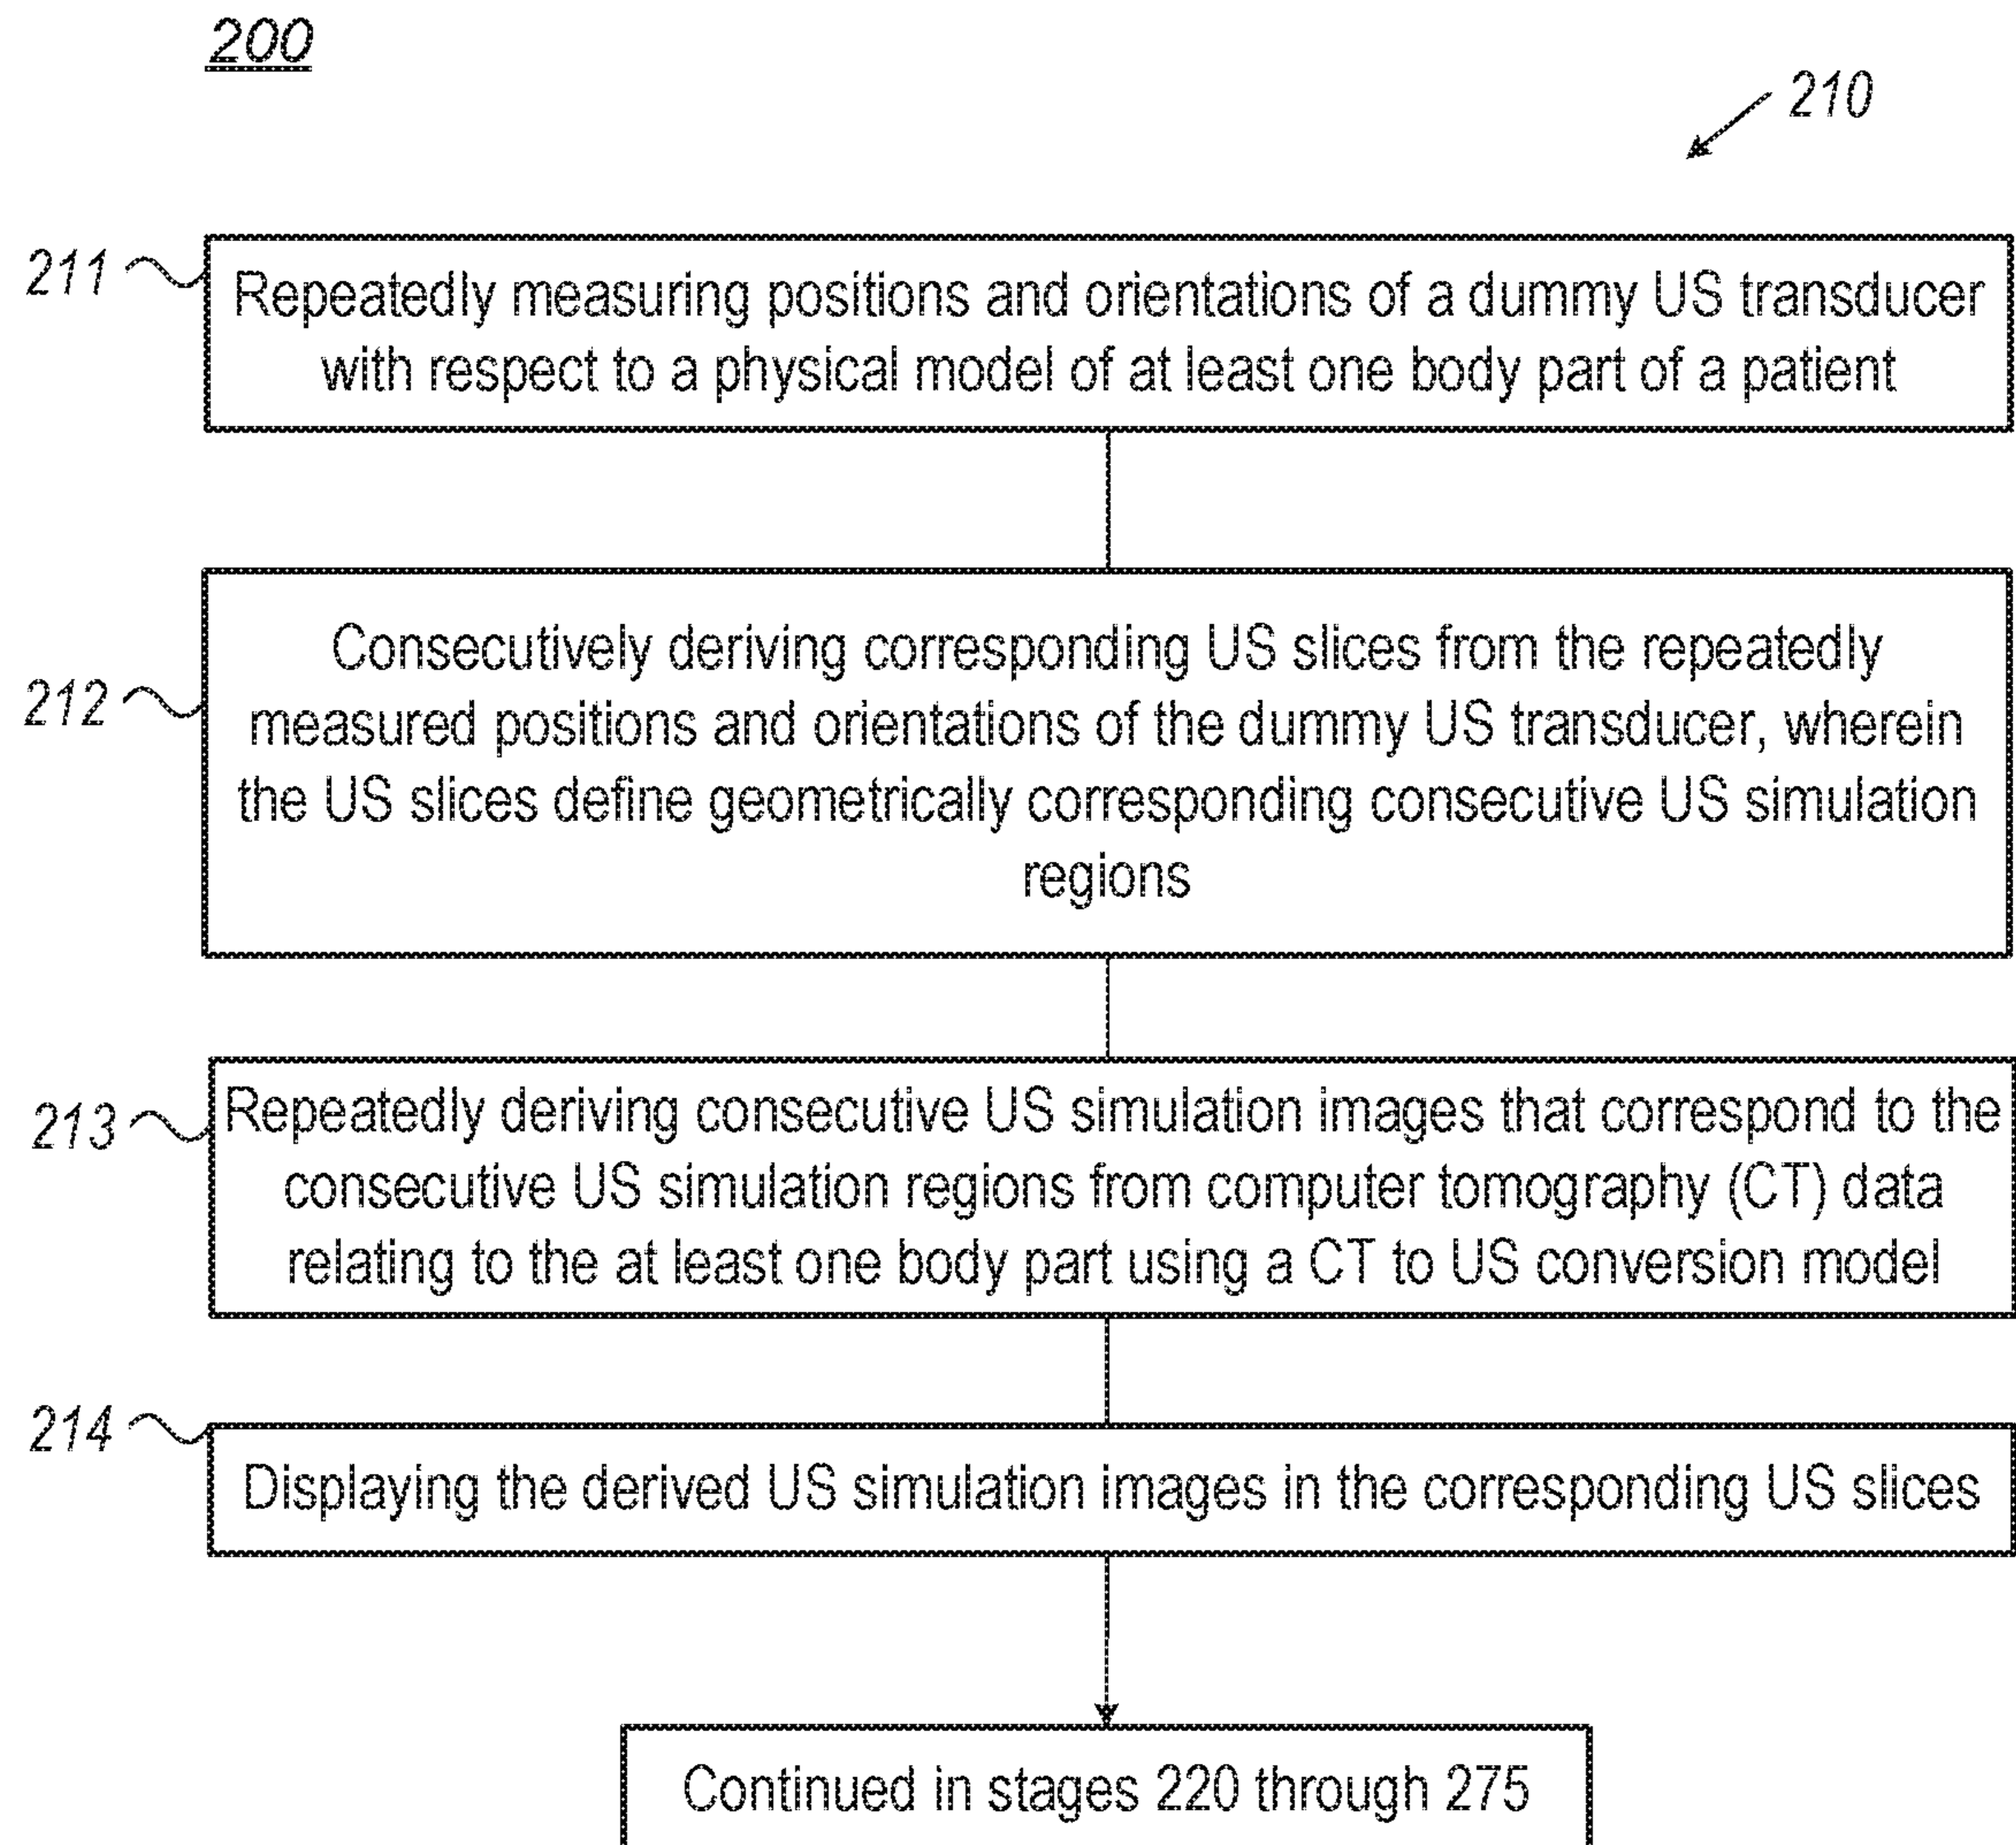 200
210
211
Repeatedly measuring positions and orientations of a dummy US transducer
with respect to a physical model of at least one body part of a patient
212
Consecutively deriving corresponding US slices from the repeatedly
measured positions and orientations of the dummy US transducer, wherein
the US slices define geometrically corresponding consecutive US simulation
regions
213
Repeatedly deriving consecutive US simulation images that correspond to the
consecutive US simulation regions from computer tomography (CT) data
relating to the at least one body part using a CT to US conversion model
214
Displaying the derived US simulation images in the corresponding US slices
Continued in stages 220 through 275